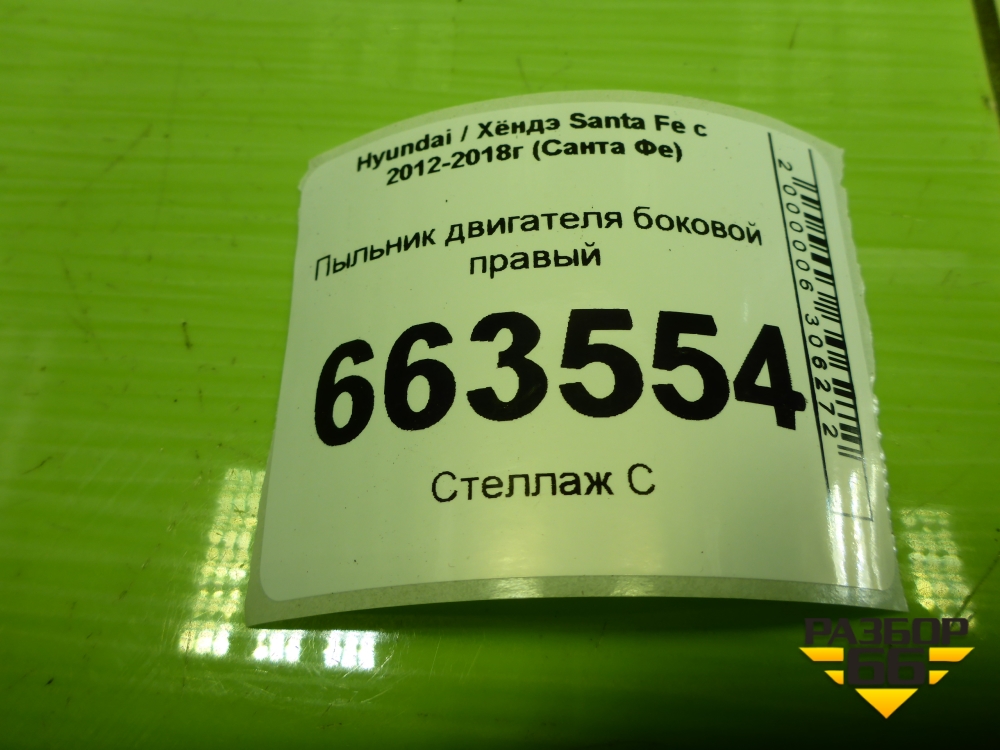 Hyundai / Хёндэ Santa Fe с
2012-2018г (Санта Фе)
Пыльник двигателя боковой
правый
663554
Стеллаж С
2000006306272
РАЗБОР
66